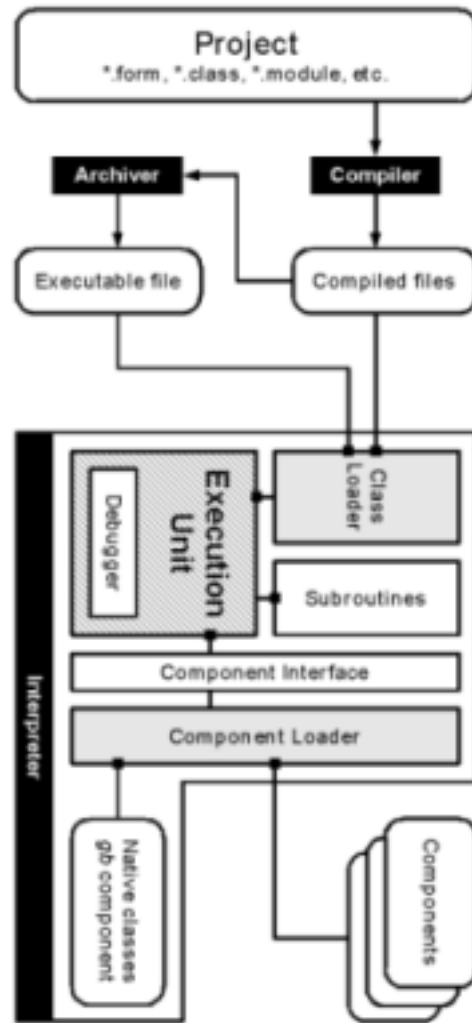 Project
*.form, *.class, *.module, etc.
Archiver
Compiler
Executable file
Compiled files
Interpreter
Execution
Unit
Debugger
Class
Loader
Subroutines
Component Interface
Component Loader
Native classes
gb component
Components